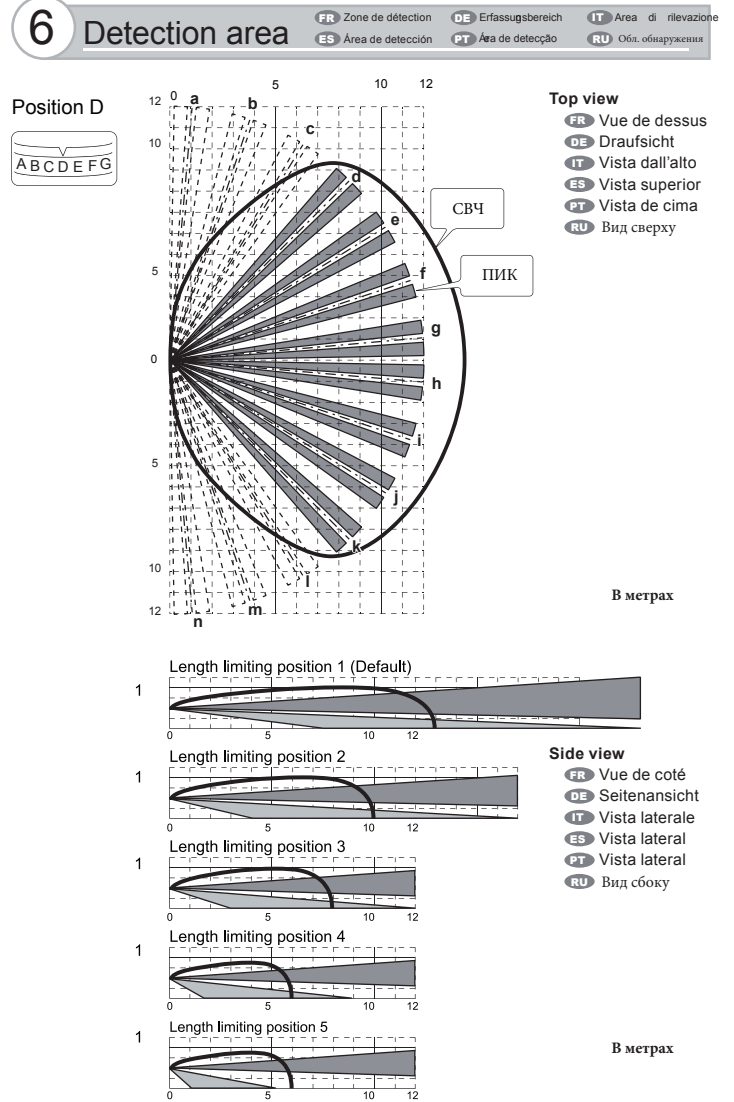 6 Detection area
FR Zone de détection DE Erfassungsbereich IT Area di rilevazione
ES Área de detección PT Área de detecção RU Обл. обнаружения
Position D
A B C D E F G
0 5 10 12
12 10 5 0 5 10 12
a b c d e f g h i j k l m n
СВЧ
ПИК
Top view
FR Vue de dessus
DE Draufsicht
IT Vista dall'alto
ES Vista superior
PT Vista de cima
RU Вид сверху
В метрах
Length limiting position 1 (Default)
1
0 5 10 12
Length limiting position 2
1
0 5 10 12
Length limiting position 3
1
0 5 10 12
Length limiting position 4
1
0 5 10 12
Length limiting position 5
1
0 5 10 12
Side view
FR Vue de coté
DE Seitenansicht
IT Vista laterale
ES Vista lateral
PT Vista lateral
RU Вид сбоку
В метрах